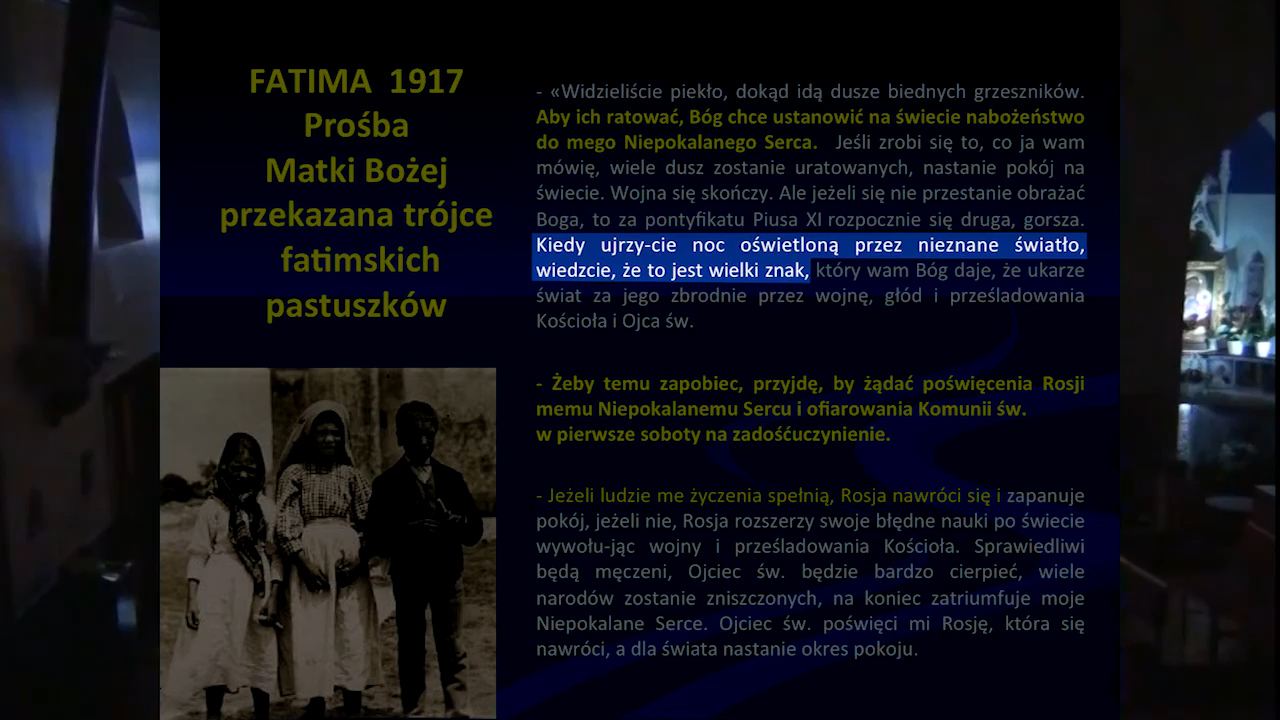 FATIMA 1917
Prośba
Matki Bożej
przekazana trójce
fatimskich
pastuszków
- «Widzieliście piekło, dokąd idą dusze biednych grzeszników.
Aby ich ratować, Bóg chce ustanowić na świecie nabożeństwo
do mego Niepokalanego Serca. Jeśli zrobi się to, co ja wam
mówię, wiele dusz zostanie uratowanych, nastanie pokój na
świecie. Wojna się skończy. Ale jeżeli się nie przestanie obrażać
Boga, to za pontyfikatu Piusa XI rozpocznie się druga, gorsza.
Kiedy ujrzy-cie noc oświetloną przez nieznane światło,
wiedzcie, że to jest wielki znak, który wam Bóg daje, że ukarze
świat za jego zbrodnie przez wojnę, głód i prześladowania
Kościoła i Ojca św.
- Żeby temu zapobiec, przyjdę, by żądać poświęcenia Rosji
memu Niepokalanemu Sercu i ofiarowania Komunii św.
w pierwsze soboty na zadośćuczynienie.
- Jeżeli ludzie me życzenia spełnią, Rosja nawróci się i zapanuje
pokój, jeżeli nie, Rosja rozszerzy swoje błędne nauki po świecie
wywołu-jąc wojny i prześladowania Kościoła. Sprawiedliwi
będą męczeni, Ojciec św. będzie bardzo cierpieć, wiele
narodów zostanie zniszczonych, na koniec zatriumfuje moje
Niepokalane Serce. Ojciec św. poświęci mi Rosję, która się
nawróci, a dla świata nastanie okres pokoju.